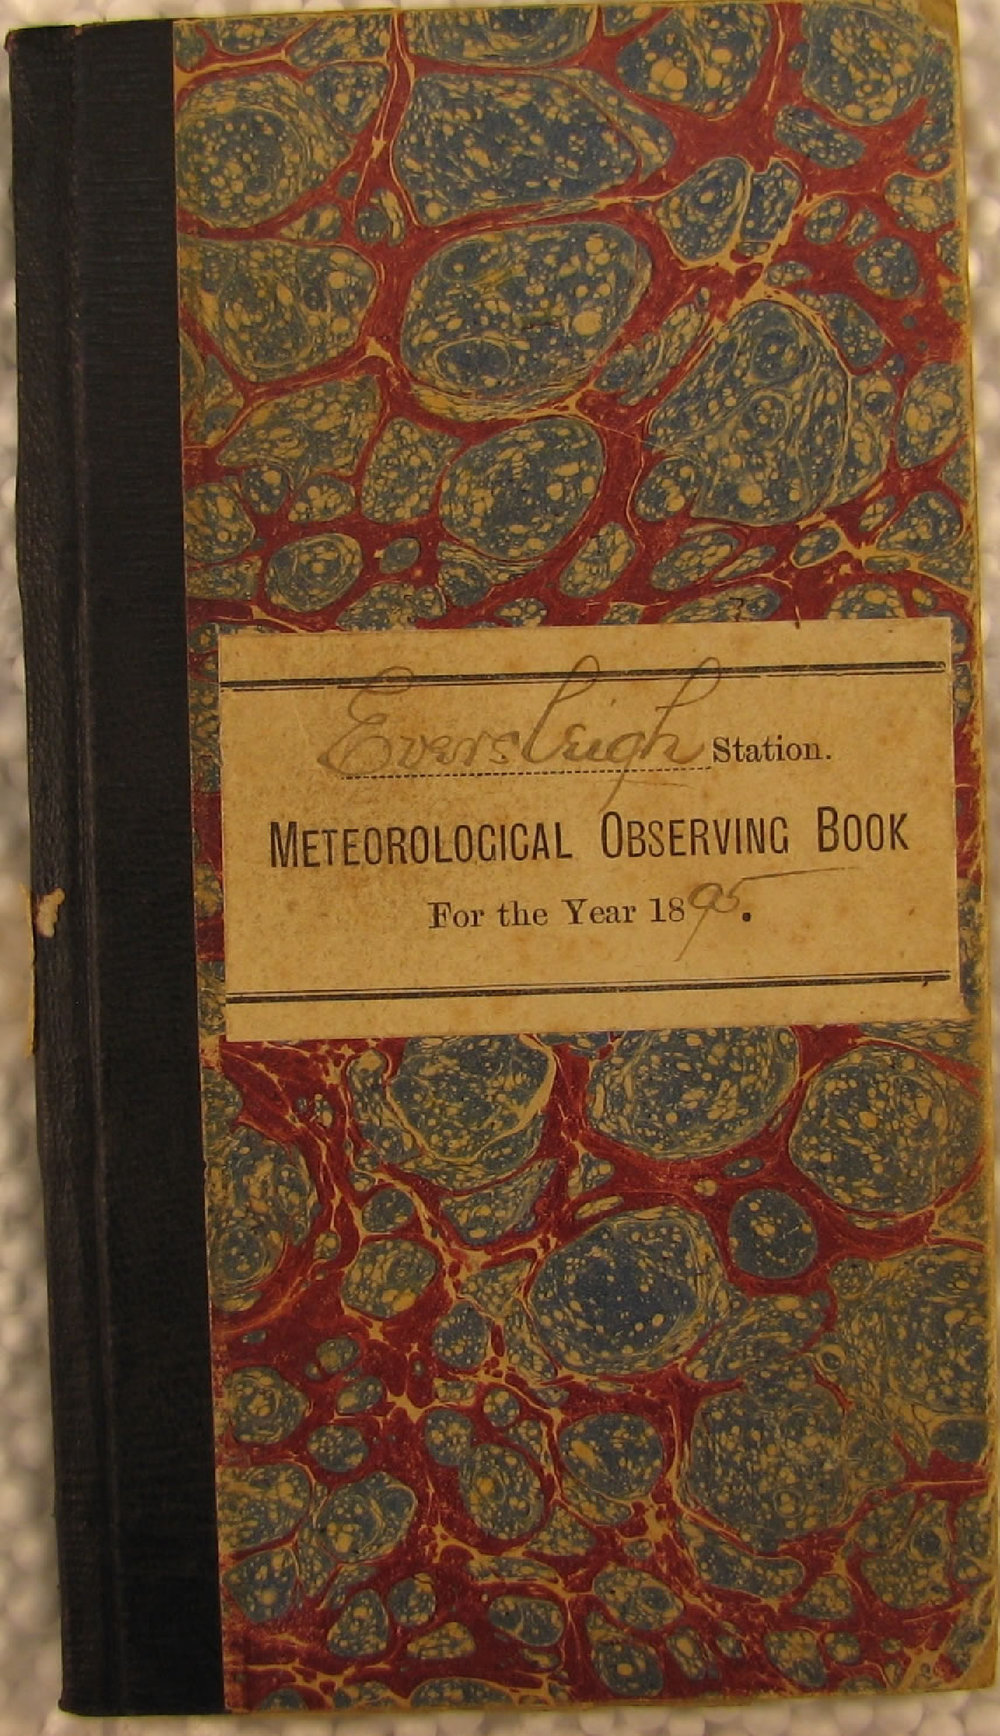 Eversleigh Station.
METEOROLOGICAL OBSERVING BOOK
For the Year 1895.